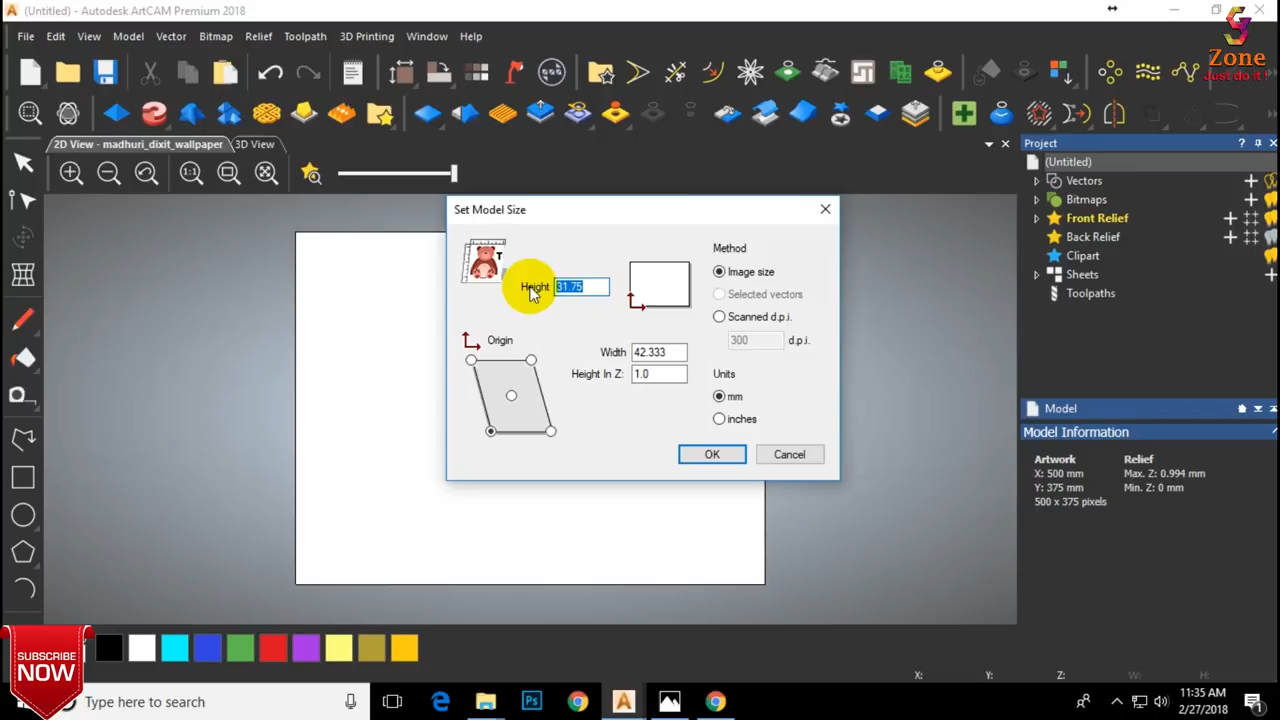 (Untitled) - Autodesk ArtCAM Premium 2018
Zone
Just do it !
File Edit View Model Vector Bitmap Relief Toolpath 3D Printing Window Help
2D View - madhuri_dixit_wallpaper 3D View
1:1
Project
(Untitled)
Vectors
Bitmaps
Front Relief
Back Relief
Clipart
Sheets
Toolpaths
Set Model Size
Height 31.75
Method
Image size
Selected vectors
Scanned d.p.i.
300 d.p.i.
Origin
Width 42.333
Height In Z: 1.0
Units
mm
inches
OK Cancel
Model
Model Information
Artwork Relief
X: 500 mm Max. Z: 0.994 mm
Y: 375 mm Min. Z: 0 mm
500 x 375 pixels
SUBSCRIBE
NOW
X: Y: Z: W: H:
Type here to search
Ps
11:35 AM
2/27/2018